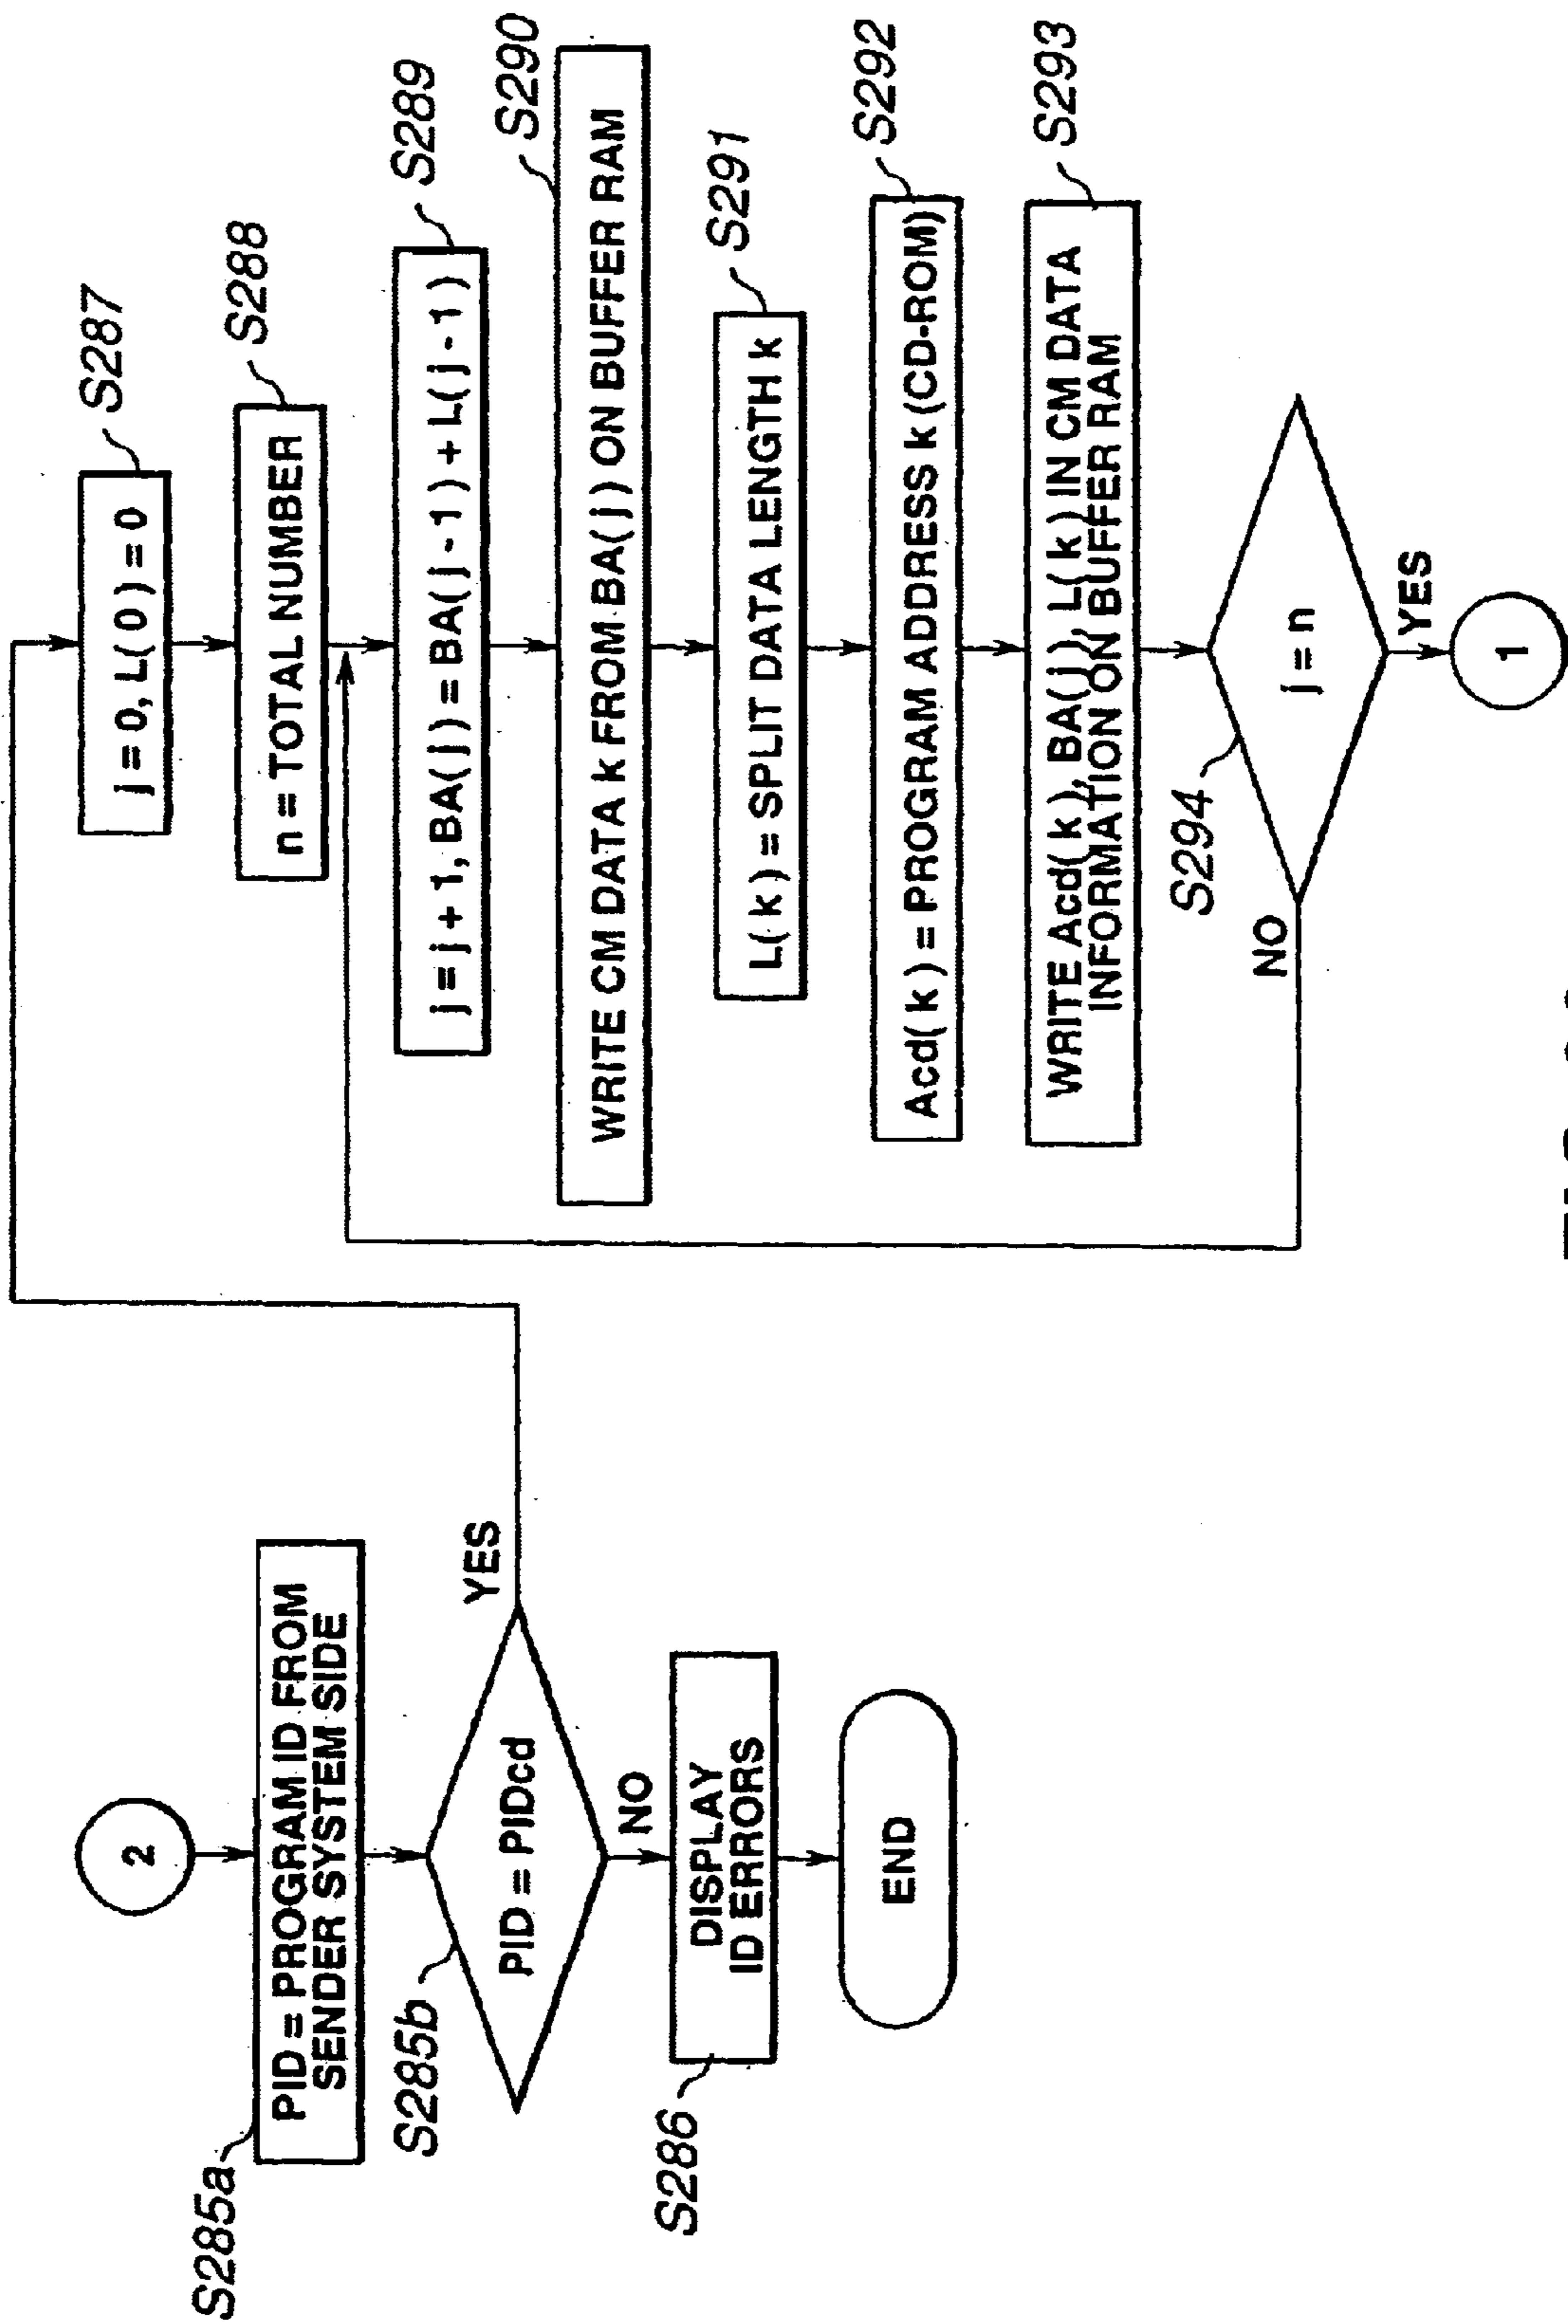 2
S285a
PID = PROGRAM ID FROM
SENDER SYSTEM SIDE
S285b
PID = PIDcd
YES
NO
S286
DISPLAY
ID ERRORS
END
S287
j = 0, L( 0 ) = 0
S288
n = TOTAL NUMBER
S289
j = j + 1, BA( j ) = BA( j - 1 ) + L( j - 1 )
S290
WRITE CM DATA k FROM BA( j ) ON BUFFER RAM
S291
L( k ) = SPLIT DATA LENGTH k
S292
Acd( k ) = PROGRAM ADDRESS k (CD-ROM)
S293
WRITE Acd( k ), BA( j ), L( k ) IN CM DATA
INFORMATION ON BUFFER RAM
S294
j = n
NO
YES
1